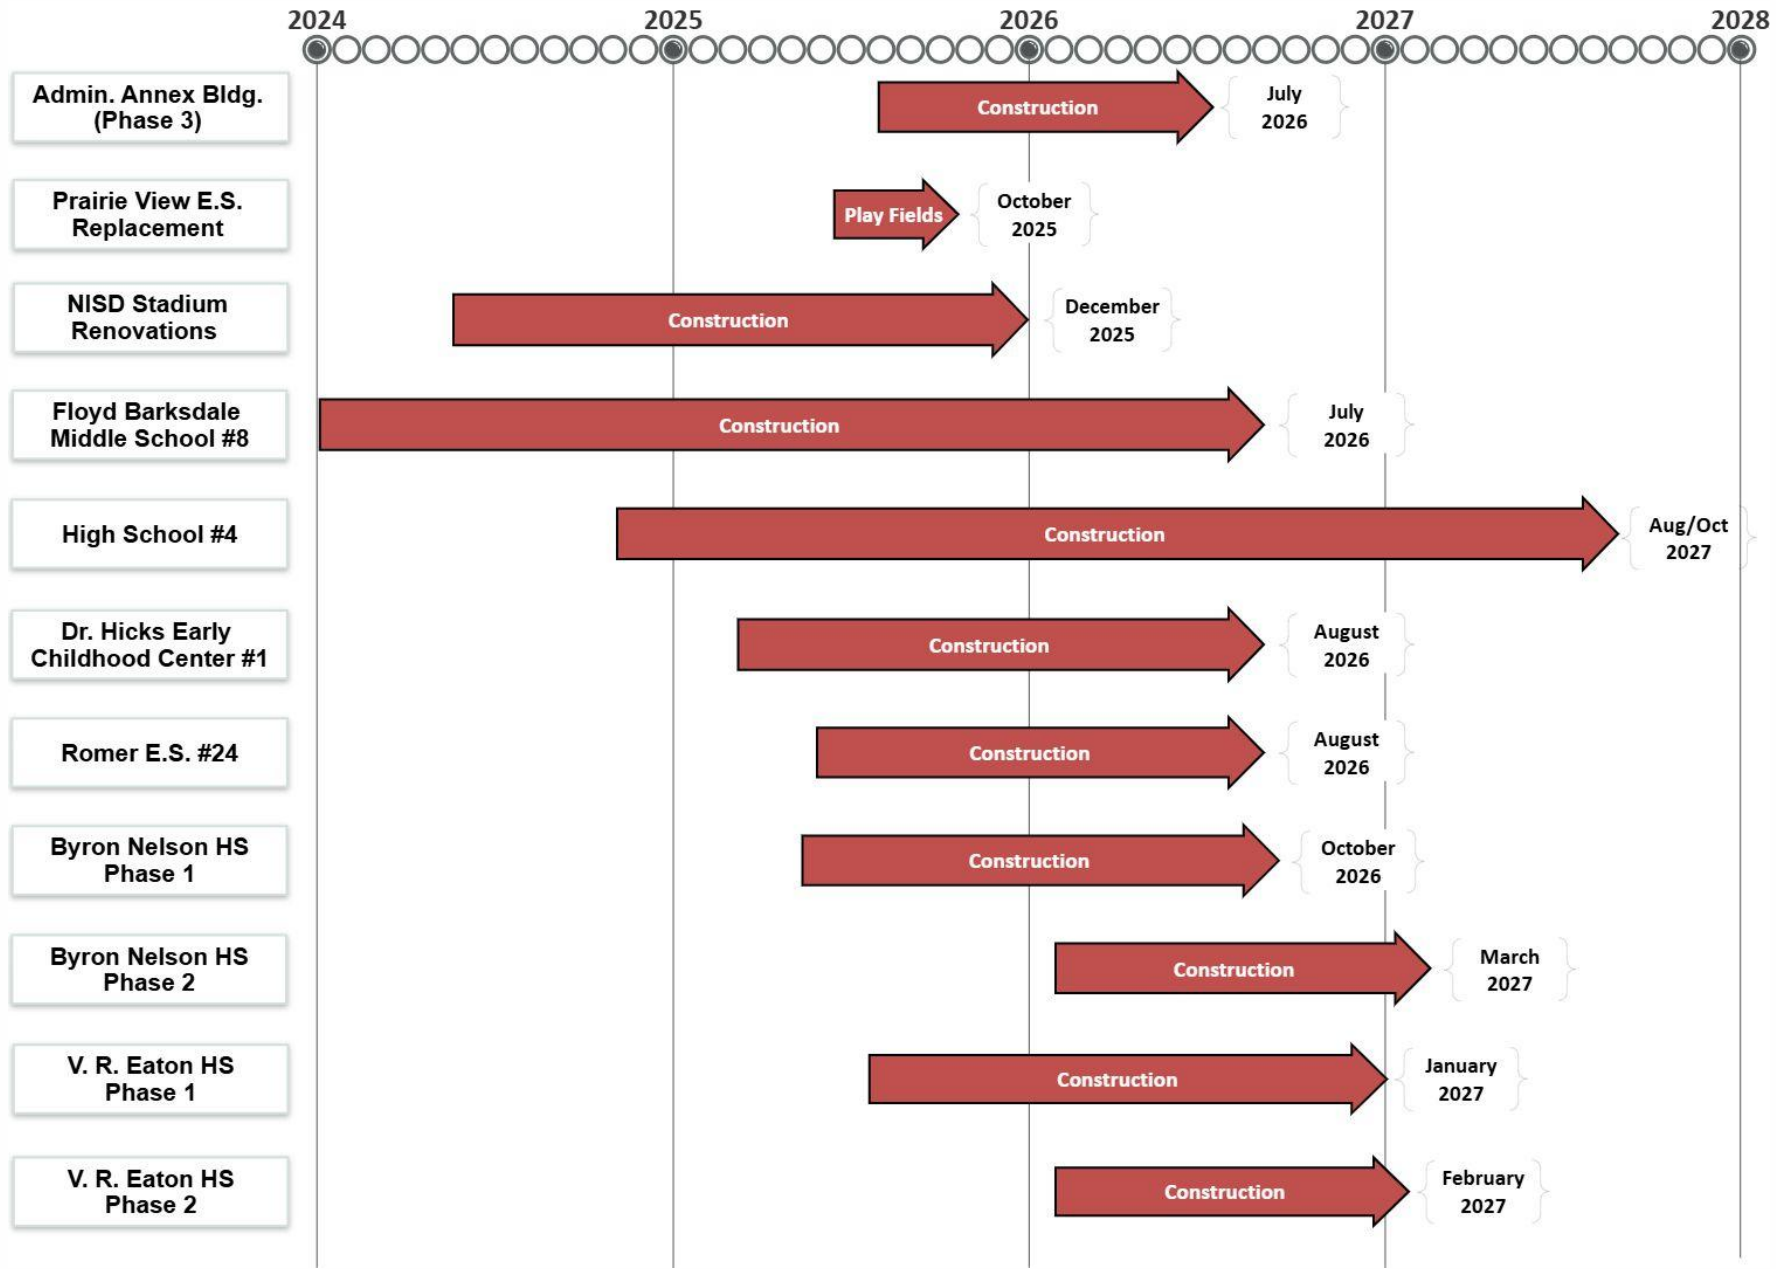 2024 2025 2026 2027 2028
Admin. Annex Bldg.
(Phase 3)
Construction
July
2026
Prairie View E.S.
Replacement
Play Fields
October
2025
NISD Stadium
Renovations
Construction
December
2025
Floyd Barksdale
Middle School #8
Construction
July
2026
High School #4
Construction
Aug/Oct
2027
Dr. Hicks Early
Childhood Center #1
Construction
August
2026
Romer E.S. #24
Construction
August
2026
Byron Nelson HS
Phase 1
Construction
October
2026
Byron Nelson HS
Phase 2
Construction
March
2027
V. R. Eaton HS
Phase 1
Construction
January
2027
V. R. Eaton HS
Phase 2
Construction
February
2027